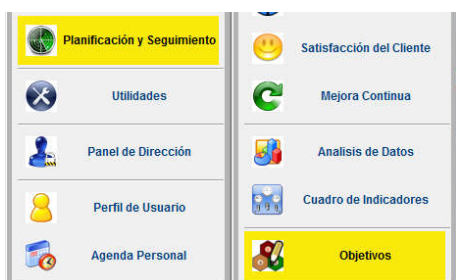 Planificación y Seguimiento
Utilidades
Panel de Dirección
Perfil de Usuario
Agenda Personal
Satisfacción del Cliente
Mejora Continua
Analisis de Datos
Cuadro de Indicadores
Objetivos